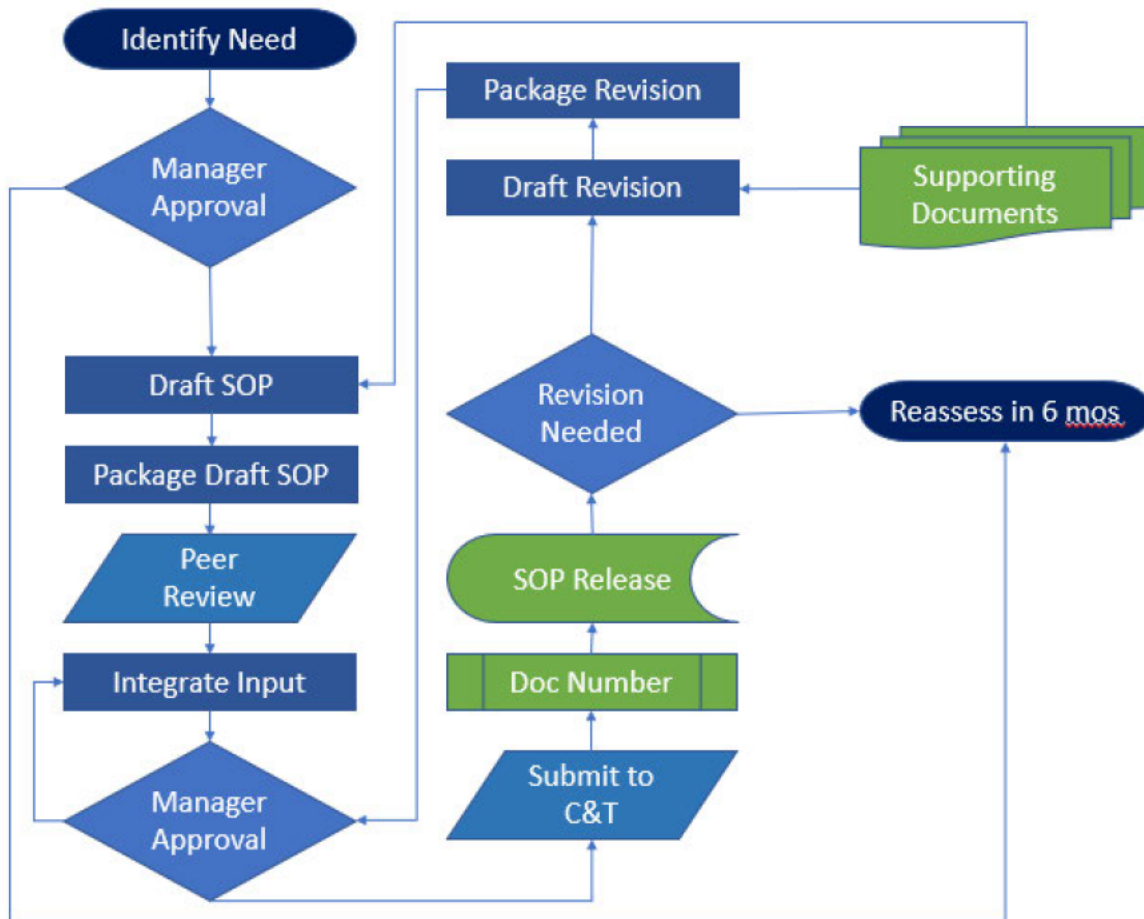 Identify Need
Manager
Approval
Draft SOP
Package Draft SOP
Peer
Review
Integrate Input
Manager
Approval
Package Revision
Draft Revision
Revision
Needed
SOP Release
Doc Number
Submit to
C&T
Supporting
Documents
Reassess in 6 mos